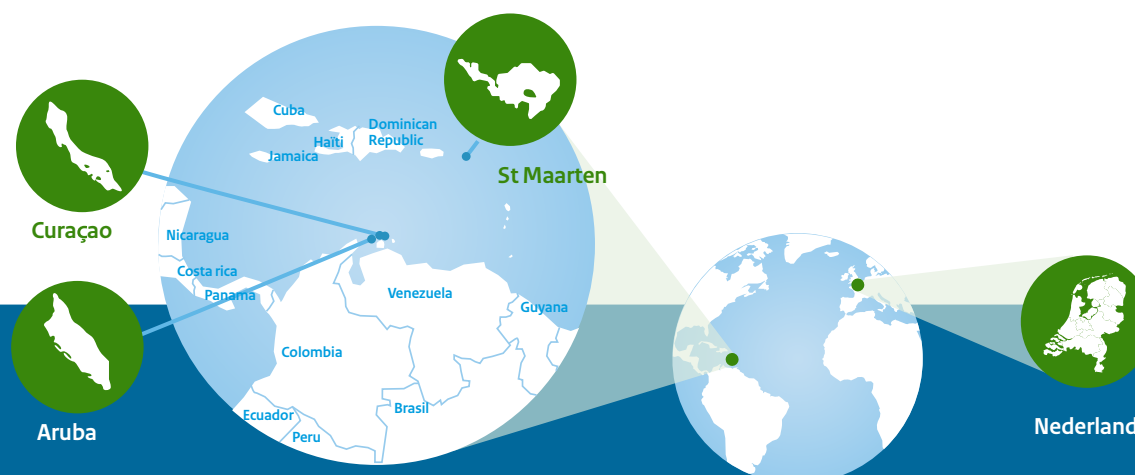 Cuba
Dominican
Republic
Haïti
Jamaica
St Maarten
Curaçao
Nicaragua
Costa rica
Panama
Venezuela
Guyana
Colombia
Brasil
Ecuador
Peru
Aruba
Nederland